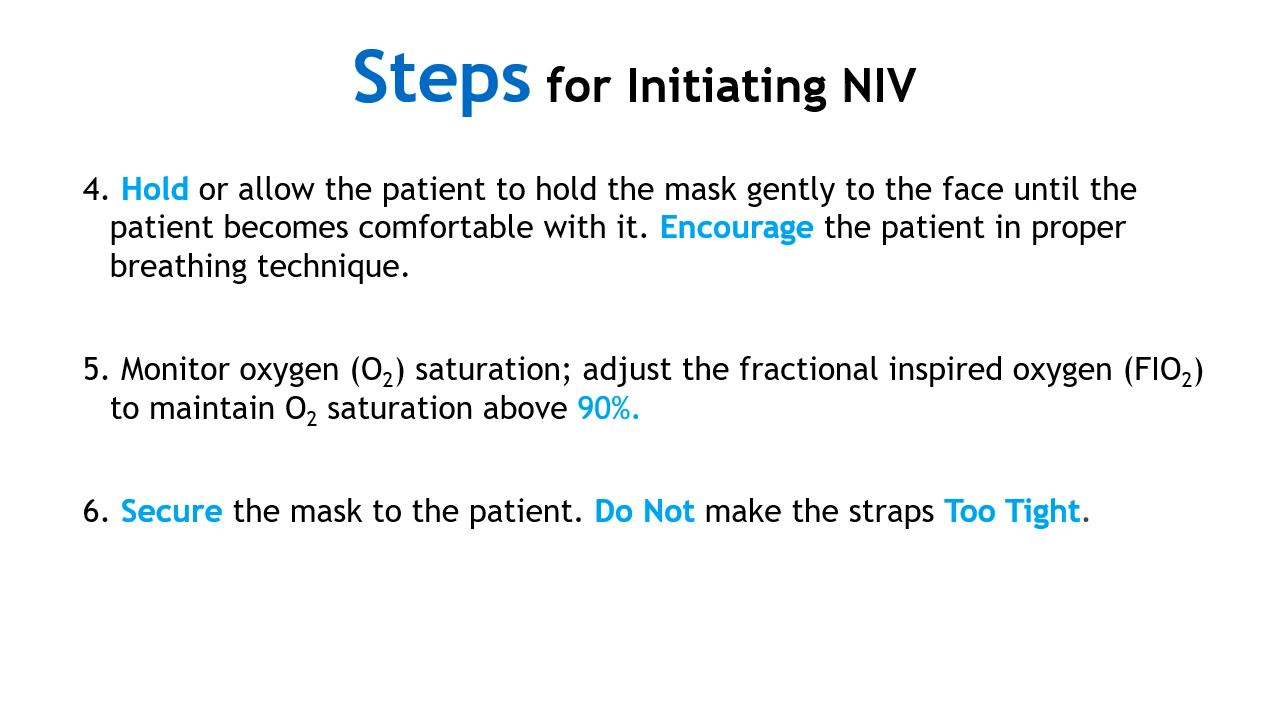 Steps for Initiating NIV
4. Hold or allow the patient to hold the mask gently to the face until the
patient becomes comfortable with it. Encourage the patient in proper
breathing technique.
5. Monitor oxygen (O₂) saturation; adjust the fractional inspired oxygen (FIO₂)
to maintain O₂ saturation above 90%.
6. Secure the mask to the patient. Do Not make the straps Too Tight.